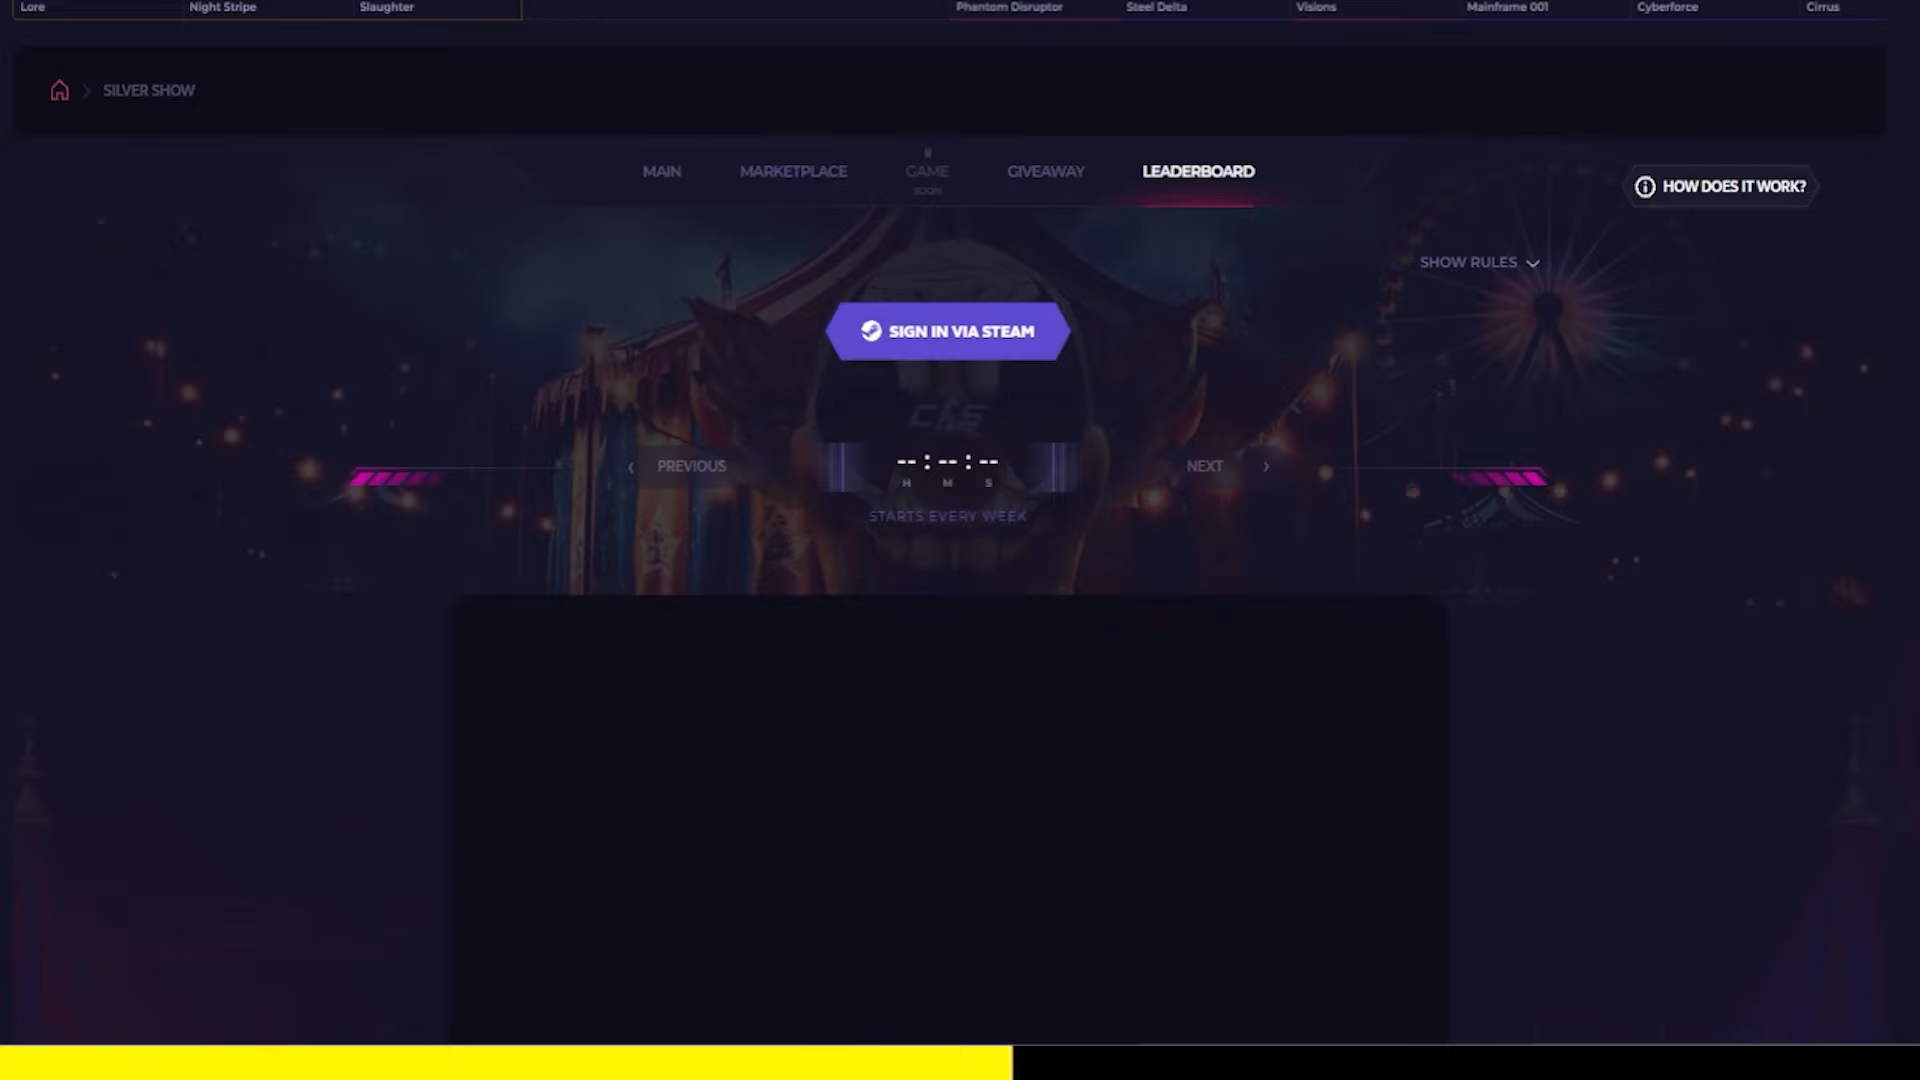 Lore Night Stripe Slaughter Phantom Disruptor Steel Delta Visions Mainframe 001 Cyberforce Cirrus
SILVER SHOW
MAIN MARKETPLACE GAME GIVEAWAY LEADERBOARD
SOON
HOW DOES IT WORK?
SHOW RULES
SIGN IN VIA STEAM
PREVIOUS -- : -- : -- NEXT
H M S
STARTS EVERY WEEK